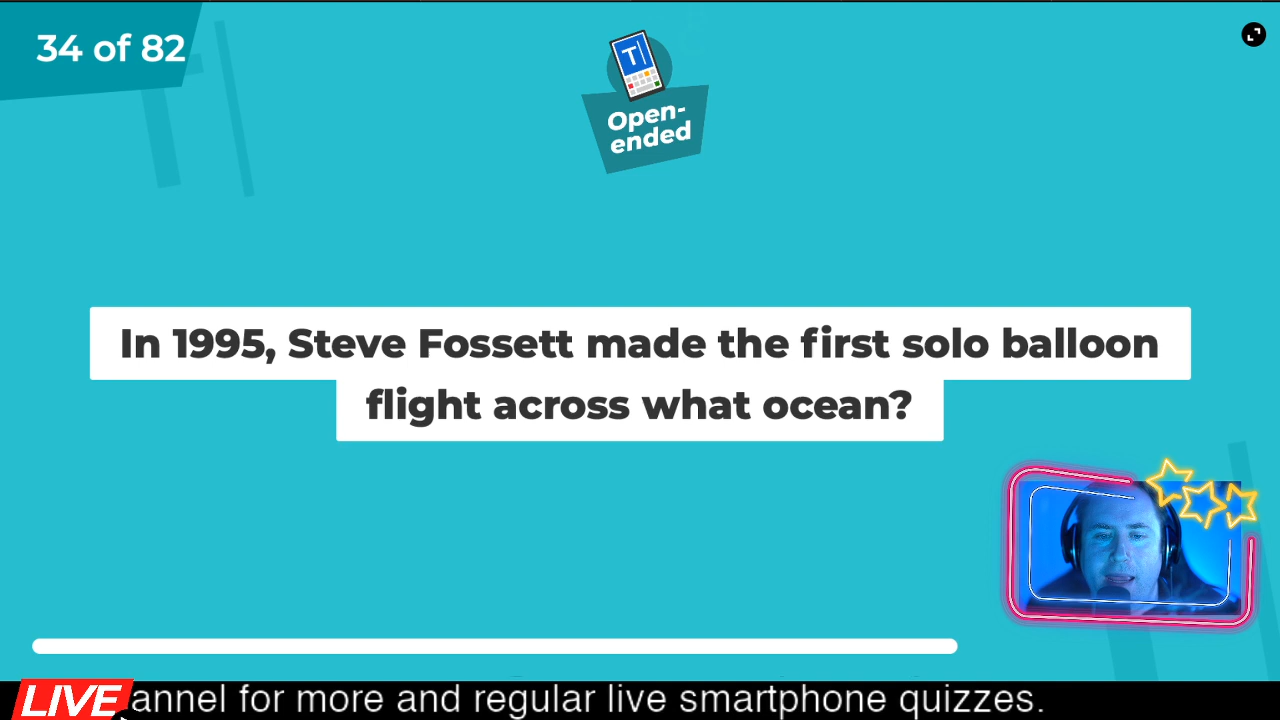 34 of 82
T
Open-
ended
In 1995, Steve Fossett made the first solo balloon
flight across what ocean?
LIVE
annel for more and regular live smartphone quizzes.